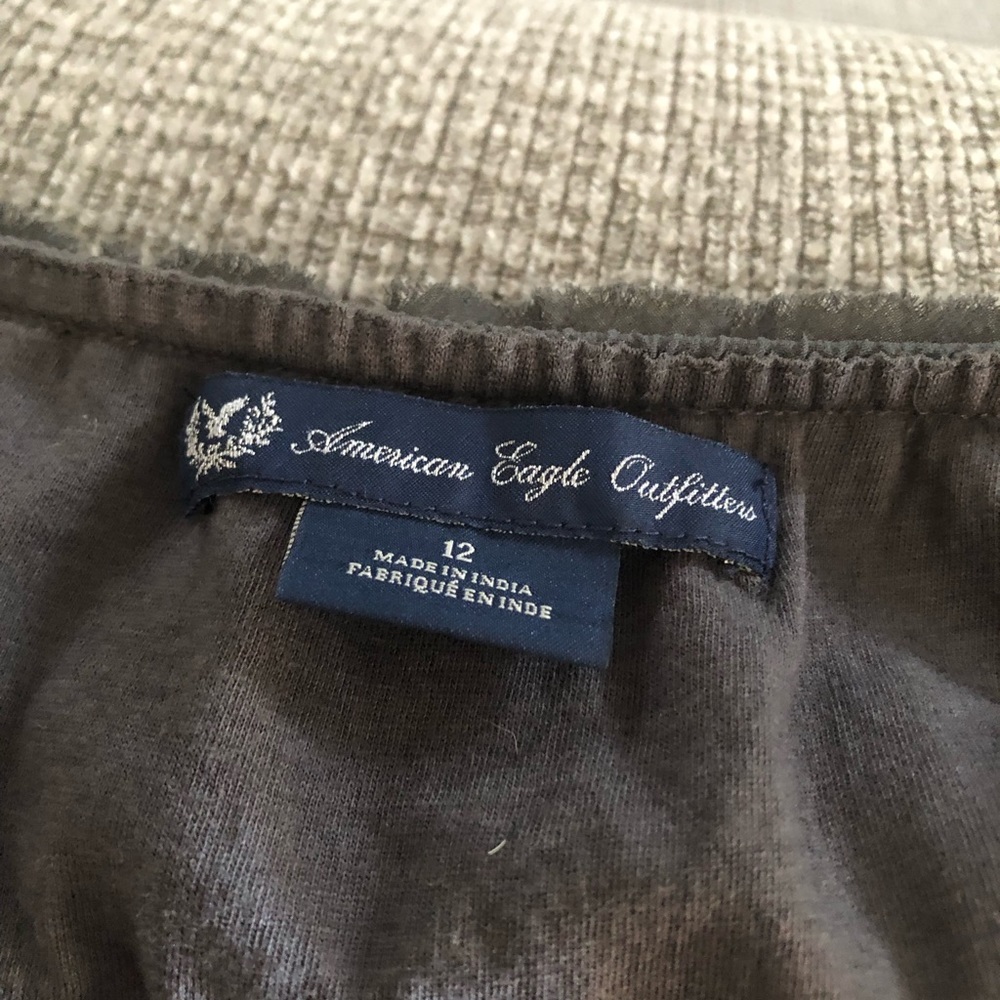 American Eagle Outfitters
12
MADE IN INDIA
FABRIQUÉ EN INDE